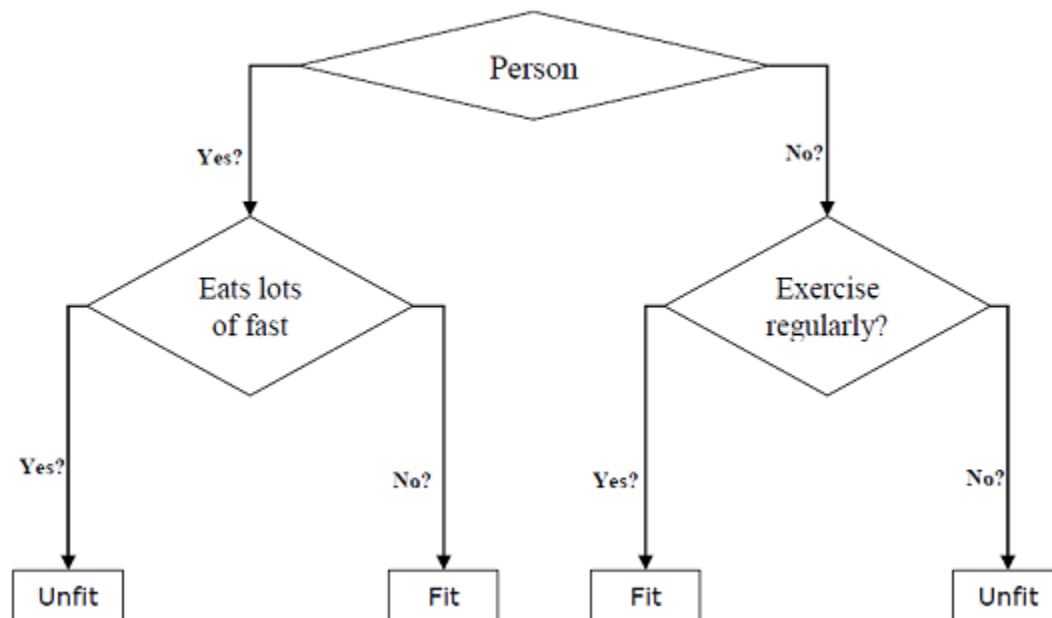 Person
Yes?
No?
Eats lots
of fast
Exercise
regularly?
Yes?
No?
Yes?
No?
Unfit
Fit
Fit
Unfit